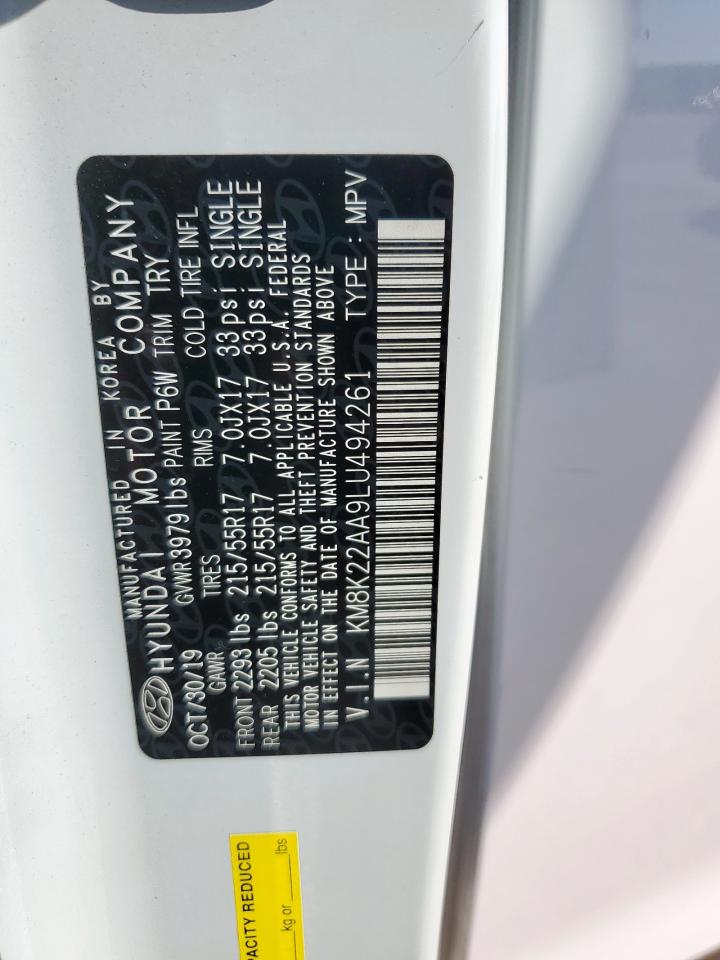 MANUFACTURED IN KOREA BY
HYUNDAI MOTOR COMPANY
OCT/30/19 GVWR 3979lbs PAINT P6W TRIM TRY
GAWR TIRES RIMS COLD TIRE INFL
FRONT 2293 lbs 215/55R17 7.0JX17 33psi SINGLE
REAR 2205 lbs 215/55R17 7.0JX17 33psi SINGLE
THIS VEHICLE CONFORMS TO ALL APPLICABLE U.S.A. FEDERAL
MOTOR VEHICLE SAFETY AND THEFT PREVENTION STANDARDS
IN EFFECT ON THE DATE OF MANUFACTURE SHOWN ABOVE
V.I.N KM8K22AA9LU494261 TYPE : MPV
PACITY REDUCED
kg or lbs